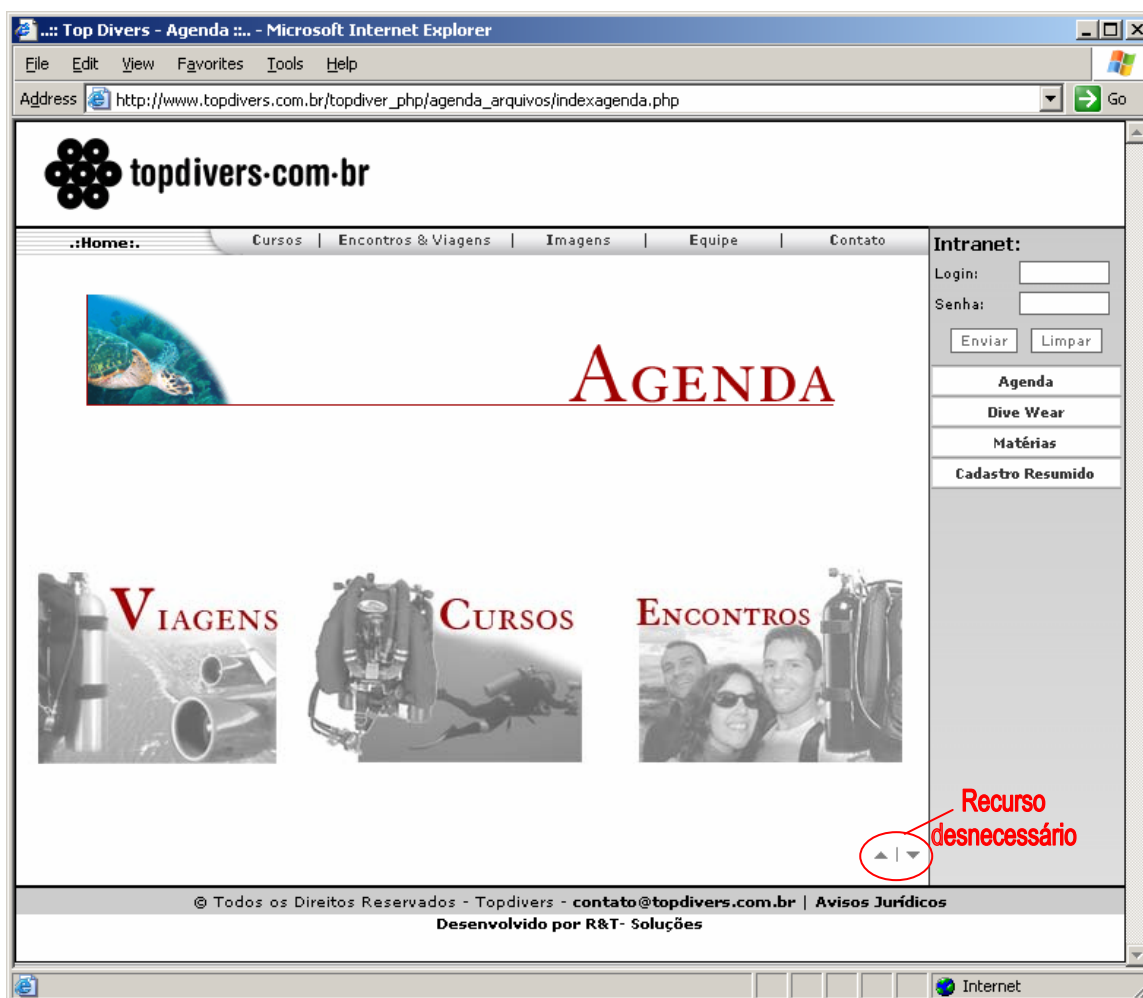 ..:: Top Divers - Agenda ::.. - Microsoft Internet Explorer
File Edit View Favorites Tools Help
Address http://www.topdivers.com.br/topdiver_php/agenda_arquivos/indexagenda.php Go
topdivers·com·br
.:Home:. Cursos | Encontros & Viagens | Imagens | Equipe | Contato
Intranet:
Login:
Senha:
Enviar Limpar
Agenda
Dive Wear
Matérias
Cadastro Resumido
AGENDA
VIAGENS CURSOS ENCONTROS
Recurso
desnecessário
|
© Todos os Direitos Reservados - Topdivers - contato@topdivers.com.br | Avisos Jurídicos
Desenvolvido por R&T- Soluções
Internet